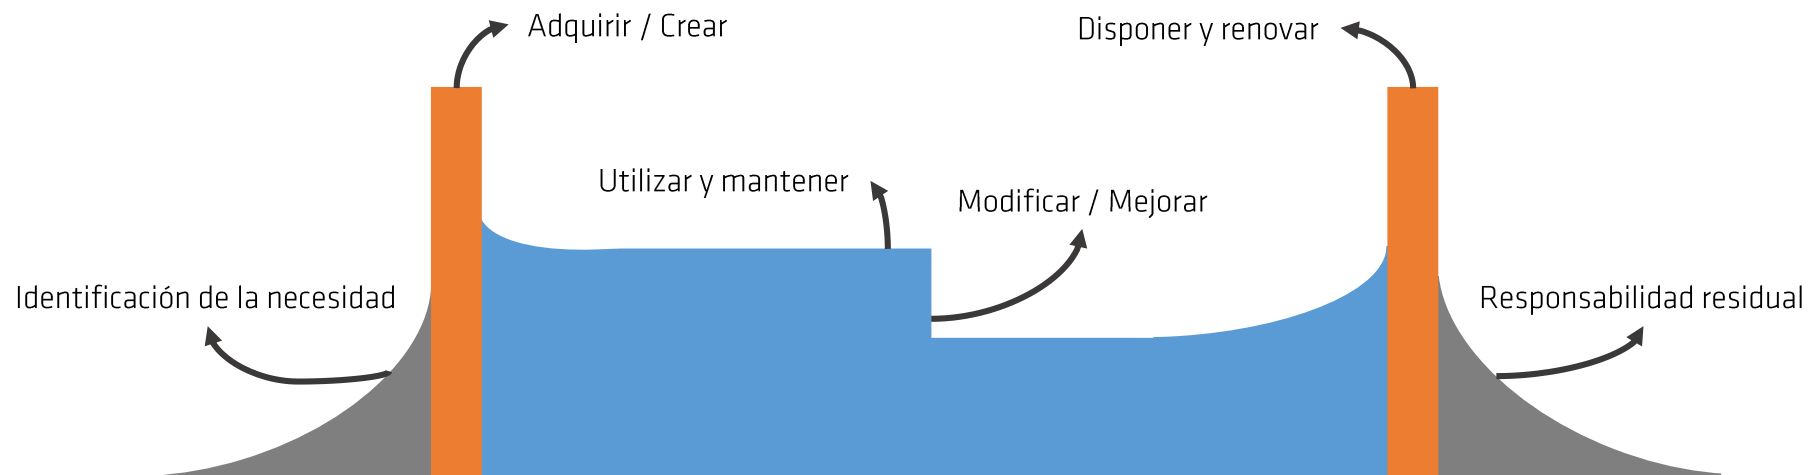 Adquirir / Crear
Disponer y renovar
Utilizar y mantener
Modificar / Mejorar
Identificación de la necesidad
Responsabilidad residual